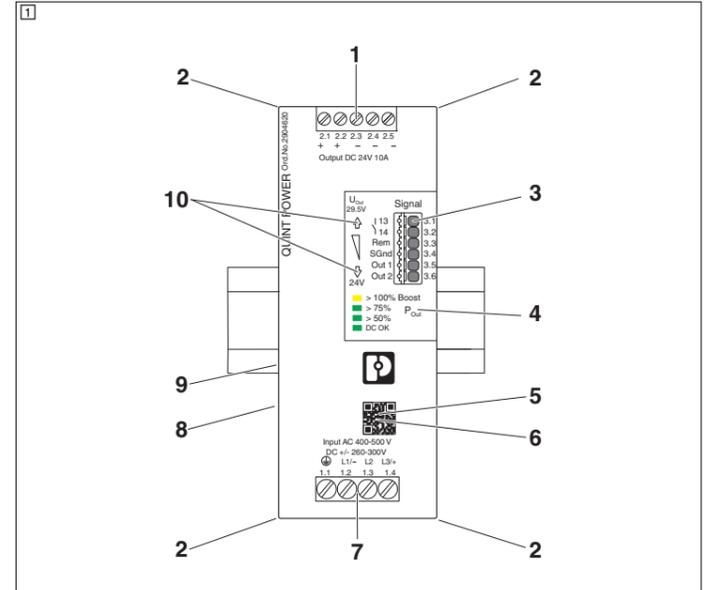 1
1
2
2
2.1 2.2 2.3 2.4 2.5
+ + – – –
Output DC 24V 10A
QUINT POWER Ord.No.2904620
10
UOut
29.5V
Signal
3
13 3.1
14 3.2
Rem 3.3
SGnd 3.4
Out 1 3.5
Out 2 3.6
24V
> 100% Boost
> 75%
> 50%
DC OK
POut
4
9
8
5
6
Input AC 400-500 V
DC +/- 260-300V
L1/– L2 L3/+
1.1 1.2 1.3 1.4
2
7
2